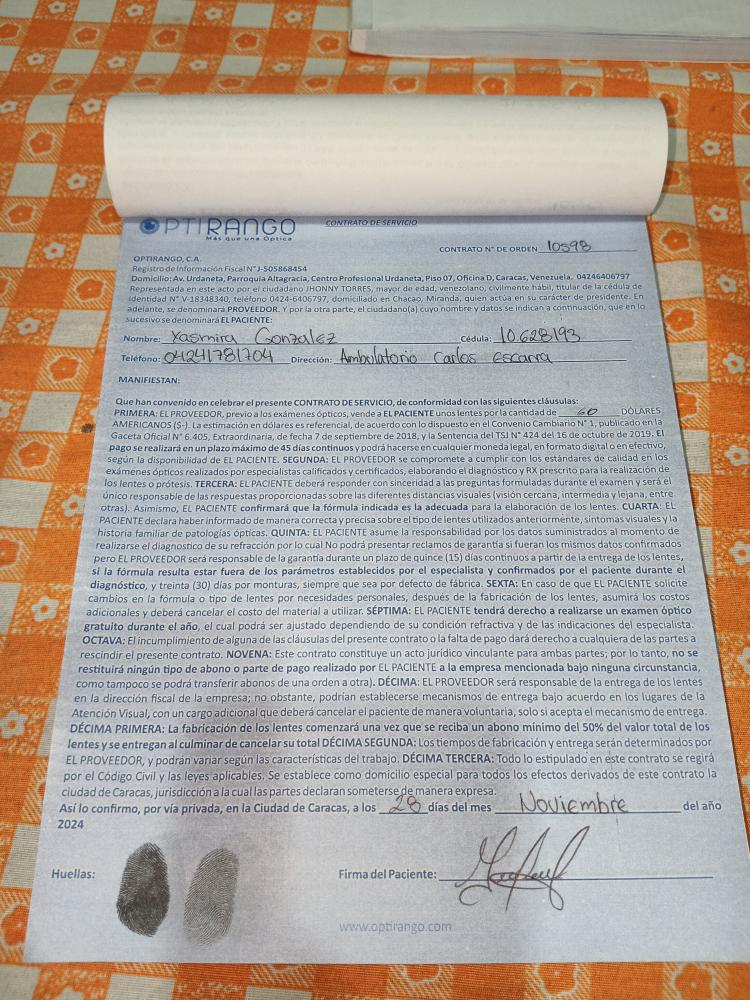 OPTIRANGO
Más que una Optica
CONTRATO DE SERVICIO
CONTRATO N° DE ORDEN 10598
OPTIRANGO, C.A.
Registro de Información Fiscal N° J-505868454
Domicilio: Av. Urdaneta, Parroquia Altagracia, Centro Profesional Urdaneta, Piso 07, Oficina D, Caracas, Venezuela. 04246406797
Representada en este acto por el ciudadano JHONNY TORRES, mayor de edad, venezolano, civilmente hábil, titular de la cédula de
identidad N° V-18348340, teléfono 0424-6406797, domiciliado en Chacao, Miranda, quien actúa en su carácter de presidente. En
adelante, se denominará PROVEEDOR. Y por la otra parte, el ciudadano(a) cuyo nombre y datos se indican a continuación, que en lo
sucesivo se denominará EL PACIENTE:
Nombre: Yasmira Gonzalez Cédula: 10.628193
Teléfono: 04241781704 Dirección: Ambulatorio Carlos Escarra
MANIFIESTAN:
Que han convenido en celebrar el presente CONTRATO DE SERVICIO, de conformidad con las siguientes cláusulas:
PRIMERA: EL PROVEEDOR, previo a los exámenes ópticos, vende a EL PACIENTE unos lentes por la cantidad de 60 DÓLARES
AMERICANOS ($-). La estimación en dólares es referencial, de acuerdo con lo dispuesto en el Convenio Cambiario N° 1, publicado en la
Gaceta Oficial N° 6.405, Extraordinaria, de fecha 7 de septiembre de 2018, y la Sentencia del TSJ N° 424 del 16 de octubre de 2019. El
pago se realizará en un plazo máximo de 45 días continuos y podrá hacerse en cualquier moneda legal, en formato digital o en efectivo,
según la disponibilidad de EL PACIENTE. SEGUNDA: EL PROVEEDOR se compromete a cumplir con los estándares de calidad en los
exámenes ópticos realizados por especialistas calificados y certificados, elaborando el diagnóstico y RX prescrito para la realización de
los lentes o prótesis. TERCERA: EL PACIENTE deberá responder con sinceridad a las preguntas formuladas durante el examen y será el
único responsable de las respuestas proporcionadas sobre las diferentes distancias visuales (visión cercana, intermedia y lejana, entre
otras). Asimismo, EL PACIENTE confirmará que la fórmula indicada es la adecuada para la elaboración de los lentes. CUARTA: EL
PACIENTE declara haber informado de manera correcta y precisa sobre el tipo de lentes utilizados anteriormente, síntomas visuales y la
historia familiar de patologías ópticas. QUINTA: EL PACIENTE asume la responsabilidad por los datos suministrados al momento de
realizarse el diagnostico de su refracción por lo cual No podrá presentar reclamos de garantía si fueran los mismos datos confirmados
pero EL PROVEEDOR será responsable de la garantía durante un plazo de quince (15) días continuos a partir de la entrega de los lentes,
si la fórmula resulta estar fuera de los parámetros establecidos por el especialista y confirmados por el paciente durante el
diagnóstico, y treinta (30) días por monturas, siempre que sea por defecto de fábrica. SEXTA: En caso de que EL PACIENTE solicite
cambios en la fórmula o tipo de lentes por necesidades personales, después de la fabricación de los lentes, asumirá los costos
adicionales y deberá cancelar el costo del material a utilizar. SÉPTIMA: EL PACIENTE tendrá derecho a realizarse un examen óptico
gratuito durante el año, el cual podrá ser ajustado dependiendo de su condición refractiva y de las indicaciones del especialista.
OCTAVA: El incumplimiento de alguna de las cláusulas del presente contrato o la falta de pago dará derecho a cualquiera de las partes a
rescindir el presente contrato. NOVENA: Este contrato constituye un acto jurídico vinculante para ambas partes; por lo tanto, no se
restituirá ningún tipo de abono o parte de pago realizado por EL PACIENTE a la empresa mencionada bajo ninguna circunstancia,
como tampoco se podrá transferir abonos de una orden a otra). DÉCIMA: EL PROVEEDOR será responsable de la entrega de los lentes
en la dirección fiscal de la empresa; no obstante, podrían establecerse mecanismos de entrega bajo acuerdo en los lugares de la
Atención Visual, con un cargo adicional que deberá cancelar el paciente de manera voluntaria, solo si acepta el mecanismo de entrega.
DÉCIMA PRIMERA: La fabricación de los lentes comenzará una vez que se reciba un abono mínimo del 50% del valor total de los
lentes y se entregan al culminar de cancelar su total DÉCIMA SEGUNDA: Los tiempos de fabricación y entrega serán determinados por
EL PROVEEDOR, y podrán variar según las características del trabajo. DÉCIMA TERCERA: Todo lo estipulado en este contrato se regirá
por el Código Civil y las leyes aplicables. Se establece como domicilio especial para todos los efectos derivados de este contrato la
ciudad de Caracas, jurisdicción a la cual las partes declaran someterse de manera expresa.
Así lo confirmo, por vía privada, en la Ciudad de Caracas, a los 28 días del mes Noviembre del año
2024
Huellas: Firma del Paciente:
www.optirango.com